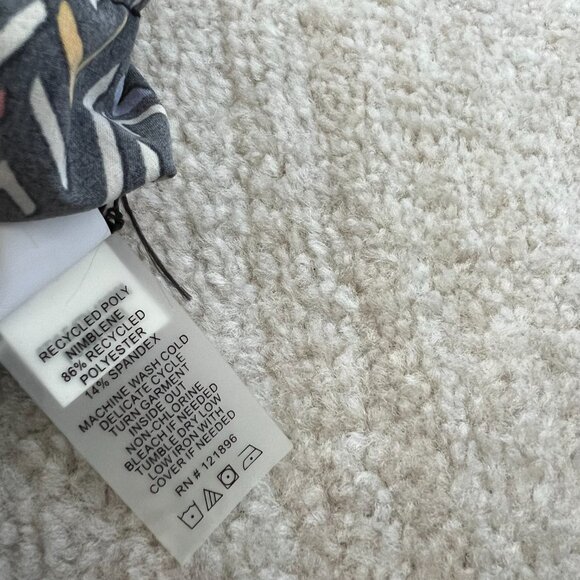 RECYCLED POLY
NIMBLENE
86% RECYCLED
POLYESTER
14% SPANDEX
MACHINE WASH COLD
DELICATE CYCLE
TURN GARMENT
INSIDE OUT
NON-CHLORINE
BLEACH IF NEEDED
TUMBLE DRY LOW
LOW IRON WITH
COVER IF NEEDED
RN # 121896